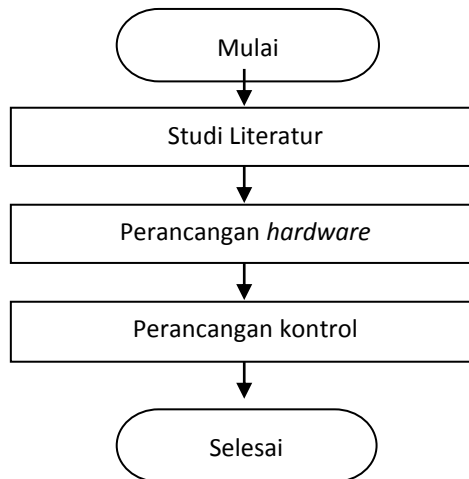 Mulai
Studi Literatur
Perancangan hardware
Perancangan kontrol
Selesai